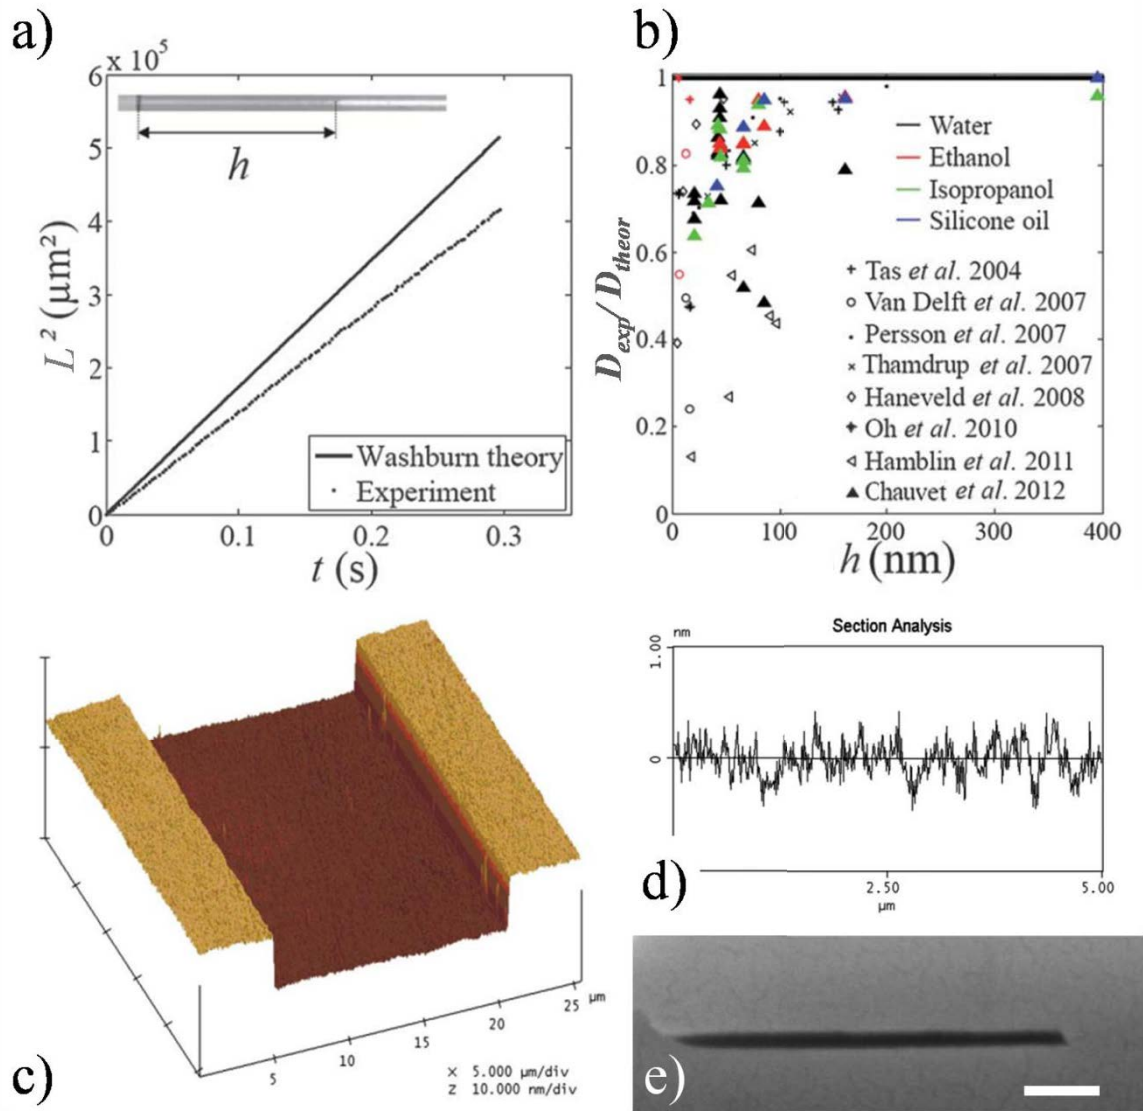 a)
x 10⁵
6
5
4
3
2
1
0
L² (μm²)
h
Washburn theory
Experiment
0
0.1
0.2
0.3
t (s)
b)
1
0.8
0.6
0.4
0.2
0
D_exp/D_theor
Water
Ethanol
Isopropanol
Silicone oil
Tas et al. 2004
Van Delft et al. 2007
Persson et al. 2007
Thamdrup et al. 2007
Haneveld et al. 2008
Oh et al. 2010
Hamblin et al. 2011
Chauvet et al. 2012
0
100
200
300
400
h (nm)
c)
5
10
15
20
25
μm
X 5.000 μm/div
Z 10.000 nm/div
Section Analysis
nm
1.00
0
d)
2.50
5.00
μm
e)